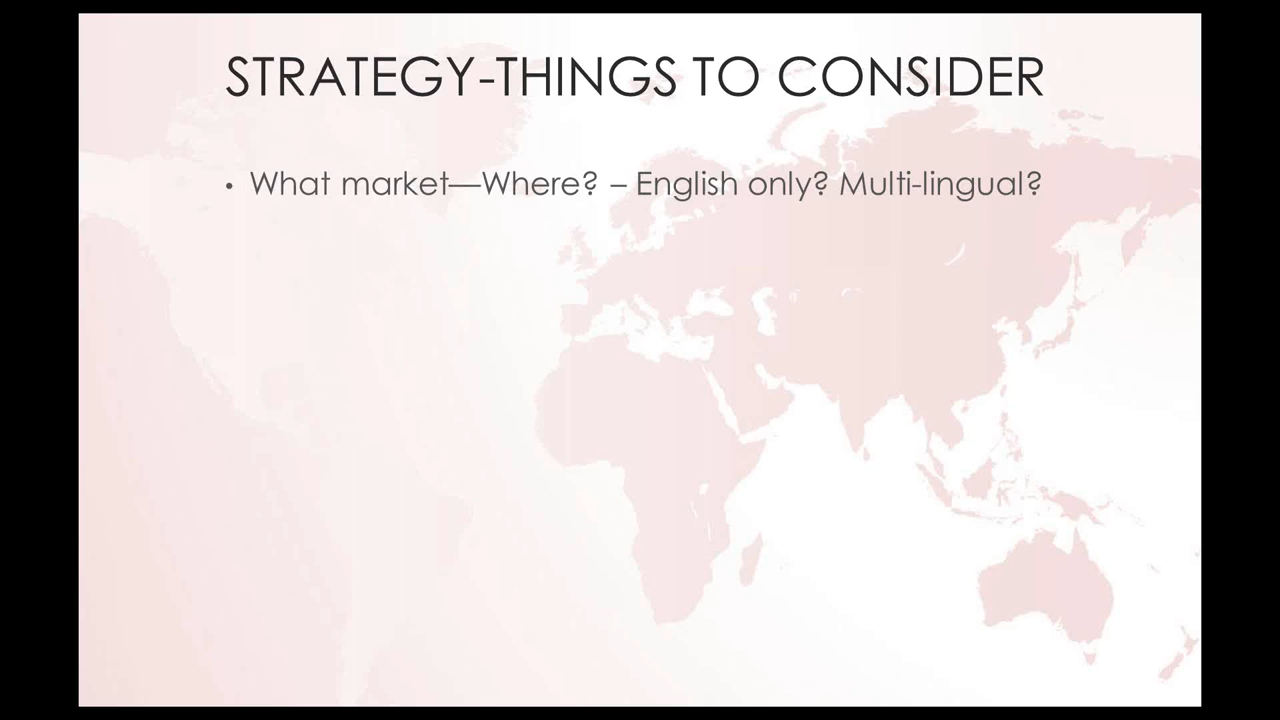 STRATEGY-THINGS TO CONSIDER
• What market—Where? – English only? Multi-lingual?